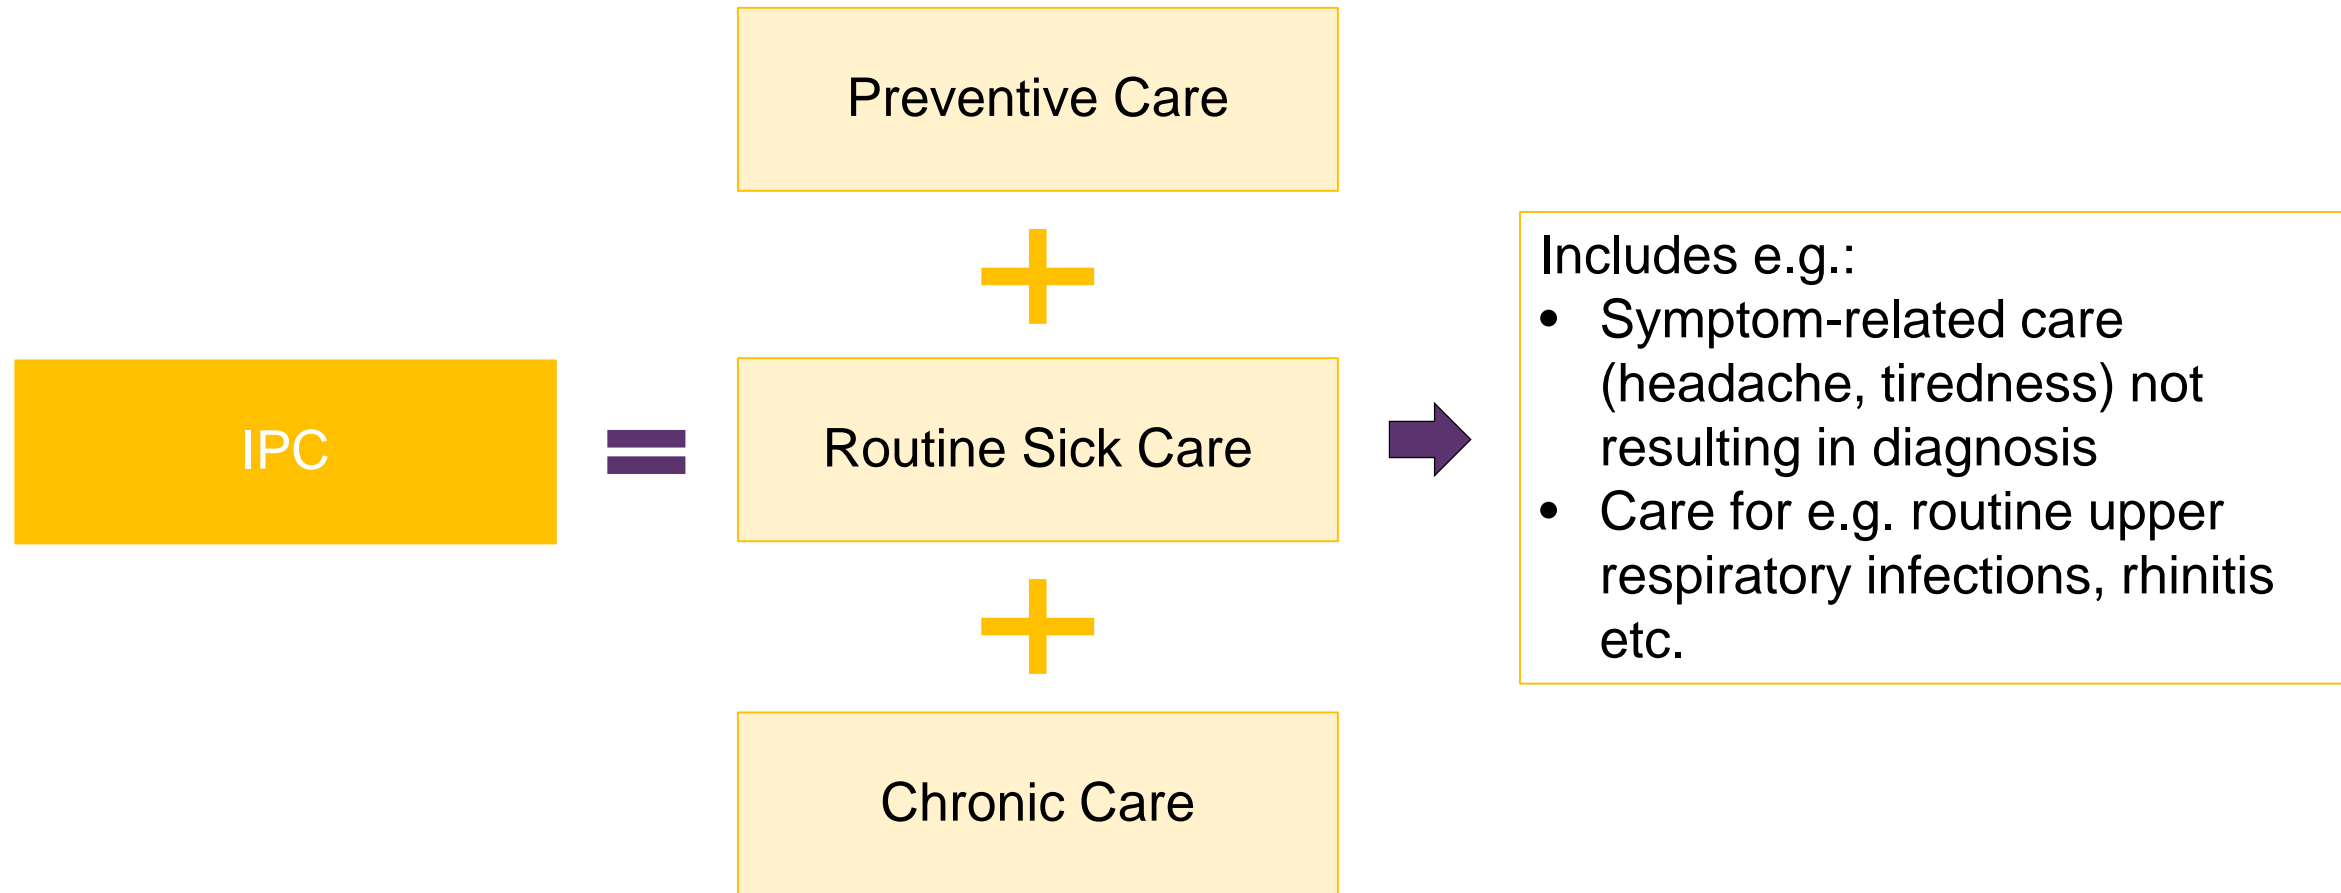 Preventive Care
IPC
Routine Sick Care
Chronic Care
Includes e.g.:
• Symptom-related care
(headache, tiredness) not
resulting in diagnosis
• Care for e.g. routine upper
respiratory infections, rhinitis
etc.